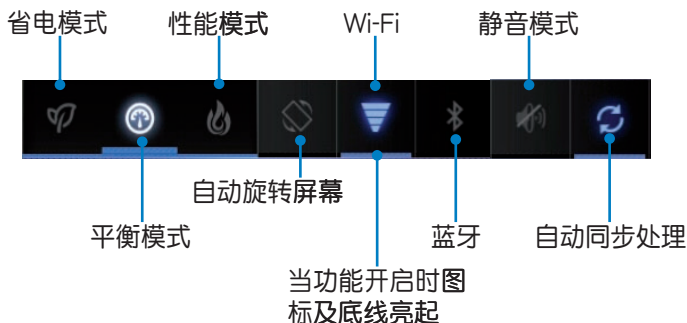 省电模式
性能模式
Wi-Fi
静音模式
自动旋转屏幕
平衡模式
蓝牙
自动同步处理
当功能开启时图
标及底线亮起